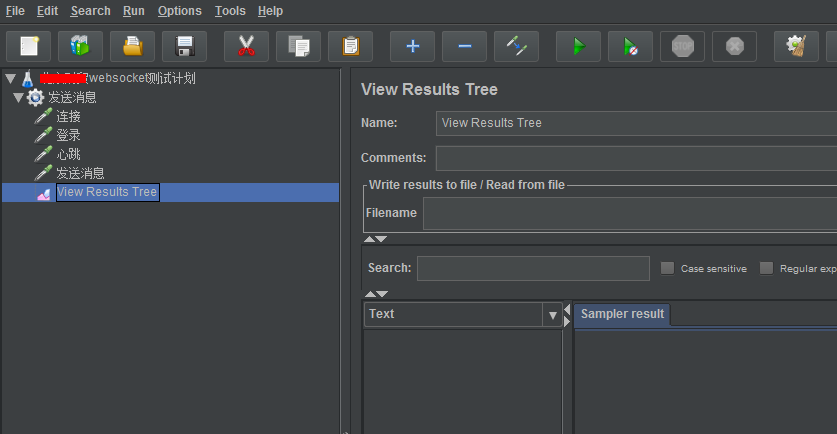 File Edit Search Run Options Tools Help
STOP
websocket测试计划
发送消息
连接
登录
心跳
发送消息
View Results Tree
View Results Tree
Name: View Results Tree
Comments:
Write results to file / Read from file
Filename
Search: Case sensitive Regular exp
Text
Sampler result